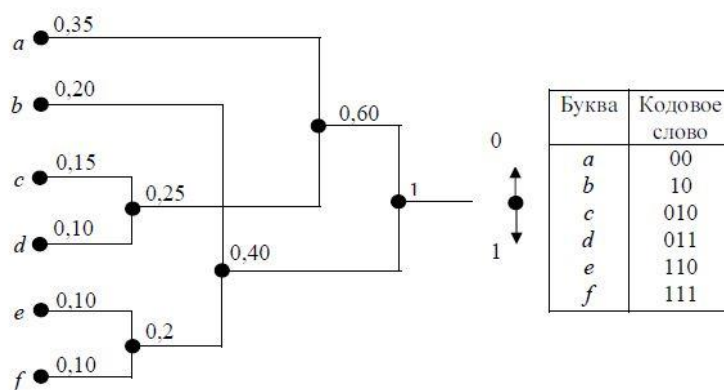 0,35
a
0,20
b
0,60
0,15
c
0,25
0,10
d
1
0,40
0,10
e
0,2
0,10
f
0
1
Буква Кодовое
слово
a 00
b 10
c 010
d 011
e 110
f 111